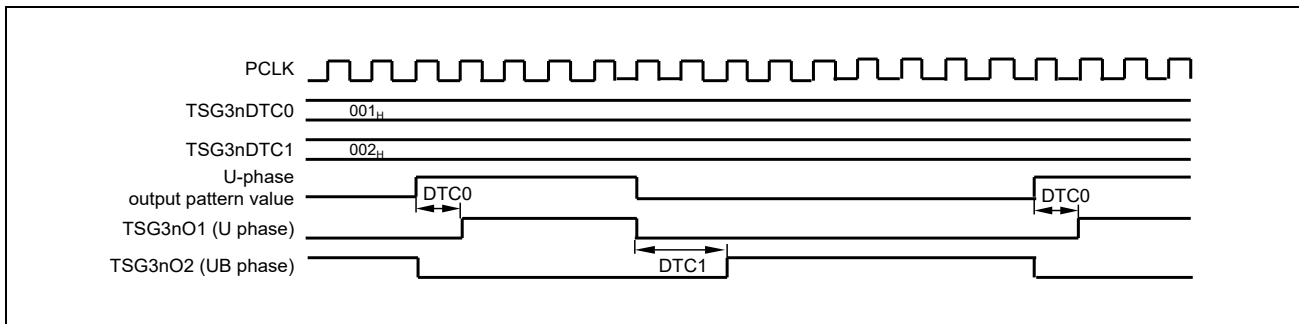 PCLK
TSG3nDTC0
001H
TSG3nDTC1
002H
U-phase
output pattern value
DTC0
DTC0
TSG3nO1 (U phase)
TSG3nO2 (UB phase)
DTC1